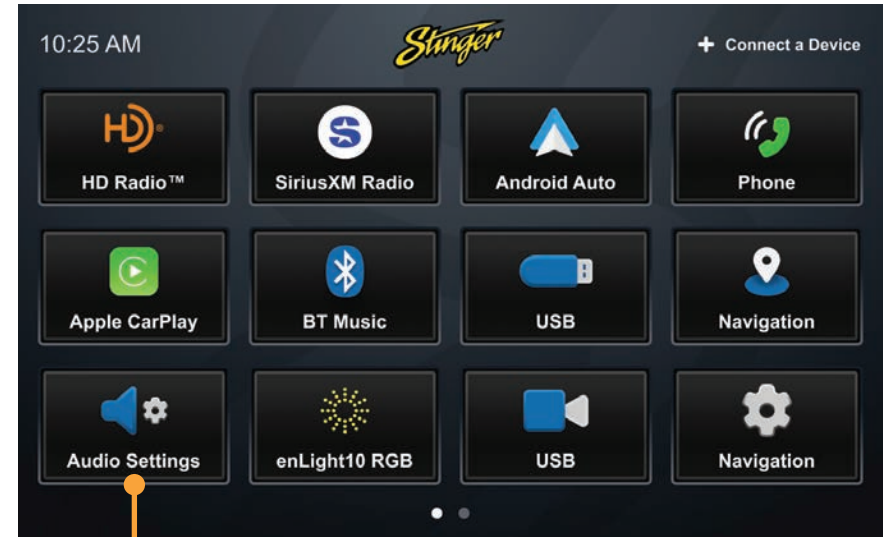 10:25 AM
Stinger
+ Connect a Device
HD®
HD Radio™
S
SiriusXM Radio
Android Auto
Phone
Apple CarPlay
BT Music
USB
Navigation
Audio Settings
enLight10 RGB
USB
Navigation